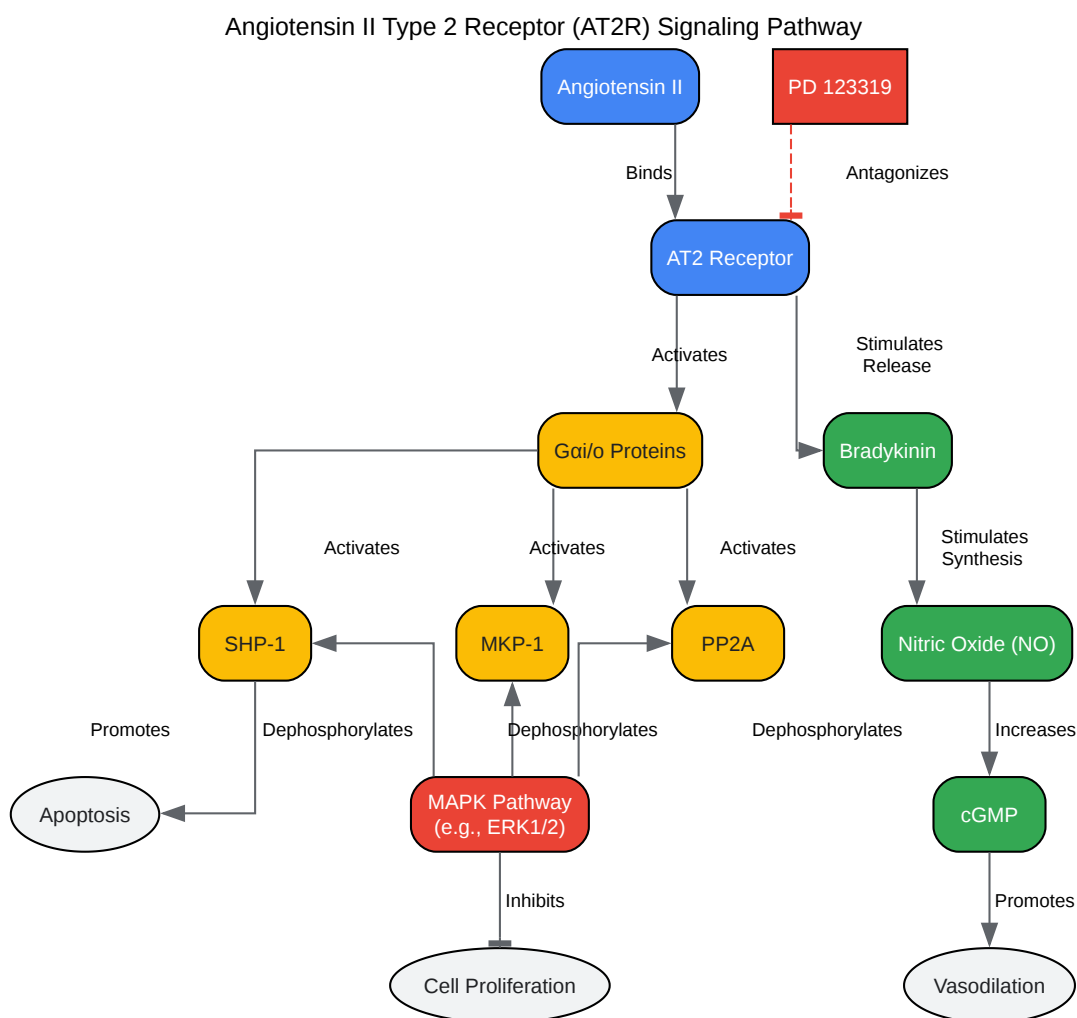 Angiotensin II Type 2 Receptor (AT2R) Signaling Pathway
Angiotensin II
PD 123319
Binds
Antagonizes
AT2 Receptor
Activates
Stimulates
Release
Gαi/o Proteins
Bradykinin
Activates
Activates
Activates
Stimulates
Synthesis
SHP-1
MKP-1
PP2A
Nitric Oxide (NO)
Promotes
Dephosphorylates
Dephosphorylates
Dephosphorylates
Increases
Apoptosis
MAPK Pathway
(e.g., ERK1/2)
cGMP
Inhibits
Promotes
Cell Proliferation
Vasodilation